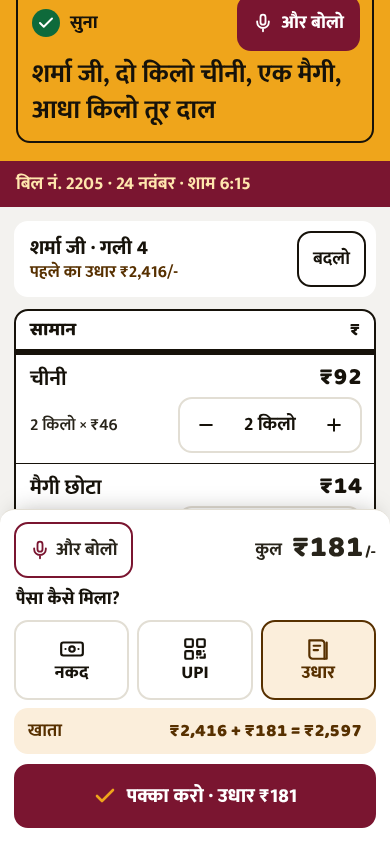 सुना
और बोलो
शर्मा जी, दो किलो चीनी, एक मैगी,
आधा किलो तूर दाल
बिल नं. 2205 · 24 नवंबर · शाम 6:15
शर्मा जी · गली 4
पहले का उधार ₹2,416/-
बदलो
सामान ₹
चीनी ₹92
2 किलो × ₹46 − 2 किलो +
मैगी छोटा ₹14
और बोलो
कुल ₹181/-
पैसा कैसे मिला?
नकद UPI उधार
खाता ₹2,416 + ₹181 = ₹2,597
पक्का करो · उधार ₹181